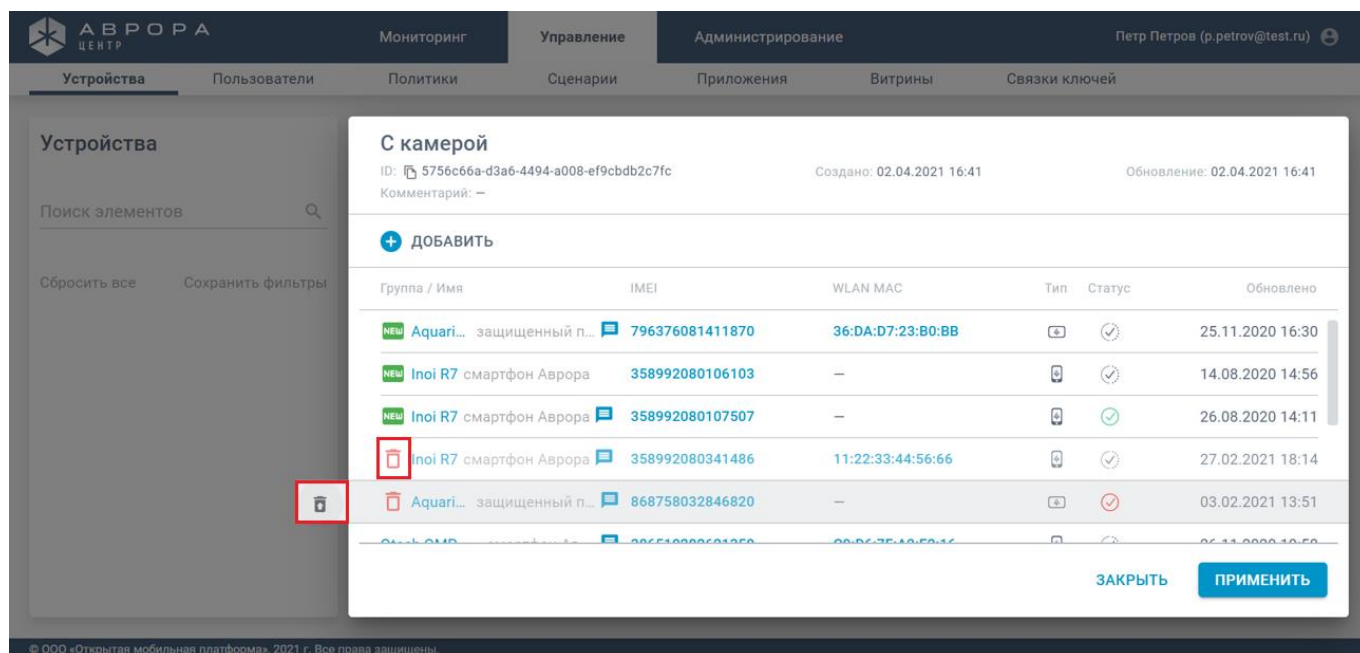 АВРОРА
ЦЕНТР
Мониторинг Управление Администрирование Петр Петров (p.petrov@test.ru)
Устройства Пользователи Политики Сценарии Приложения Витрины Связки ключей
Устройства
Поиск элементов
Сбросить все Сохранить фильтры
С камерой
ID: 5756c66a-d3a6-4494-a008-ef9cbdb2c7fc Создано: 02.04.2021 16:41 Обновление: 02.04.2021 16:41
Комментарий: —
ДОБАВИТЬ
Группа / Имя IMEI WLAN MAC Тип Статус Обновлено
NEW Aquari... защищенный п... 796376081411870 36:DA:D7:23:B0:BB 25.11.2020 16:30
NEW Inoi R7 смартфон Аврора 358992080106103 — 14.08.2020 14:56
NEW Inoi R7 смартфон Аврора 358992080107507 — 26.08.2020 14:11
Inoi R7 смартфон Аврора 358992080341486 11:22:33:44:56:66 27.02.2021 18:14
Aquari... защищенный п... 868758032846820 — 03.02.2021 13:51
ЗАКРЫТЬ ПРИМЕНИТЬ
© ООО «Открытая мобильная платформа», 2021 г. Все права защищены.